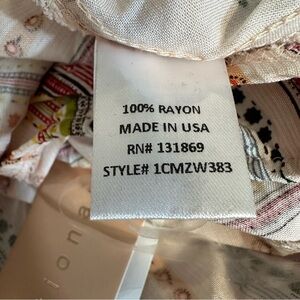 100% RAYON
MADE IN USA
RN# 131869
STYLE# 1CMZW383